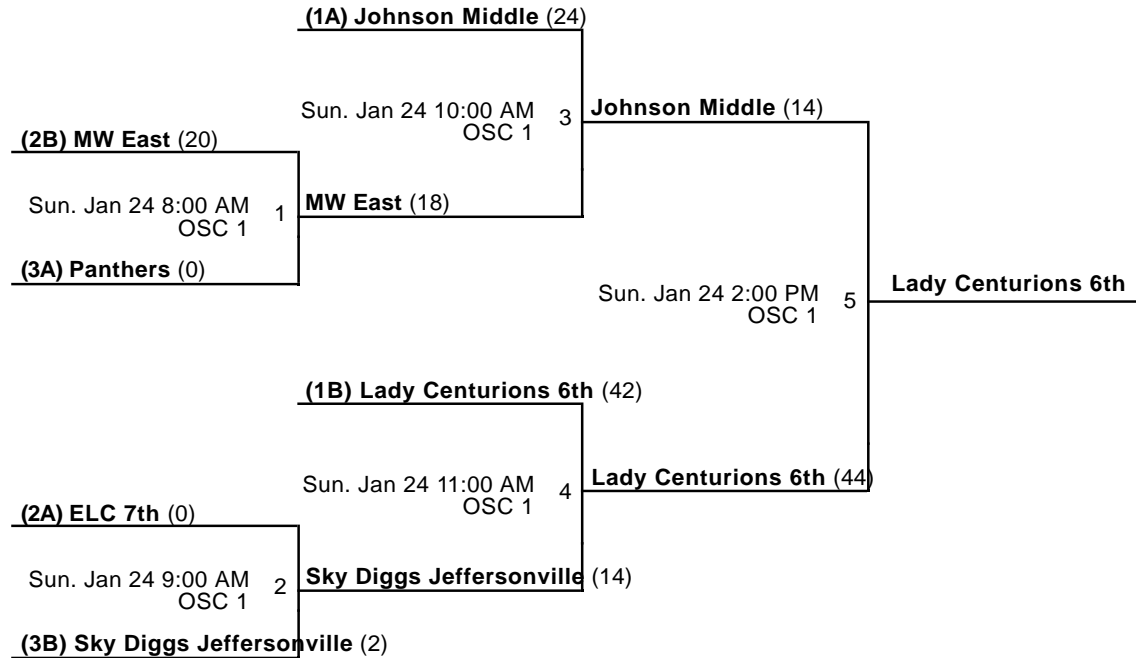 (1A) Johnson Middle (24)
Sun. Jan 24 10:00 AM
OSC 1
3
Johnson Middle (14)
(2B) MW East (20)
Sun. Jan 24 8:00 AM
OSC 1
1
MW East (18)
(3A) Panthers (0)
Sun. Jan 24 2:00 PM
OSC 1
5
Lady Centurions 6th
(1B) Lady Centurions 6th (42)
Sun. Jan 24 11:00 AM
OSC 1
4
Lady Centurions 6th (44)
(2A) ELC 7th (0)
Sun. Jan 24 9:00 AM
OSC 1
2
Sky Diggs Jeffersonville (14)
(3B) Sky Diggs Jeffersonville (2)